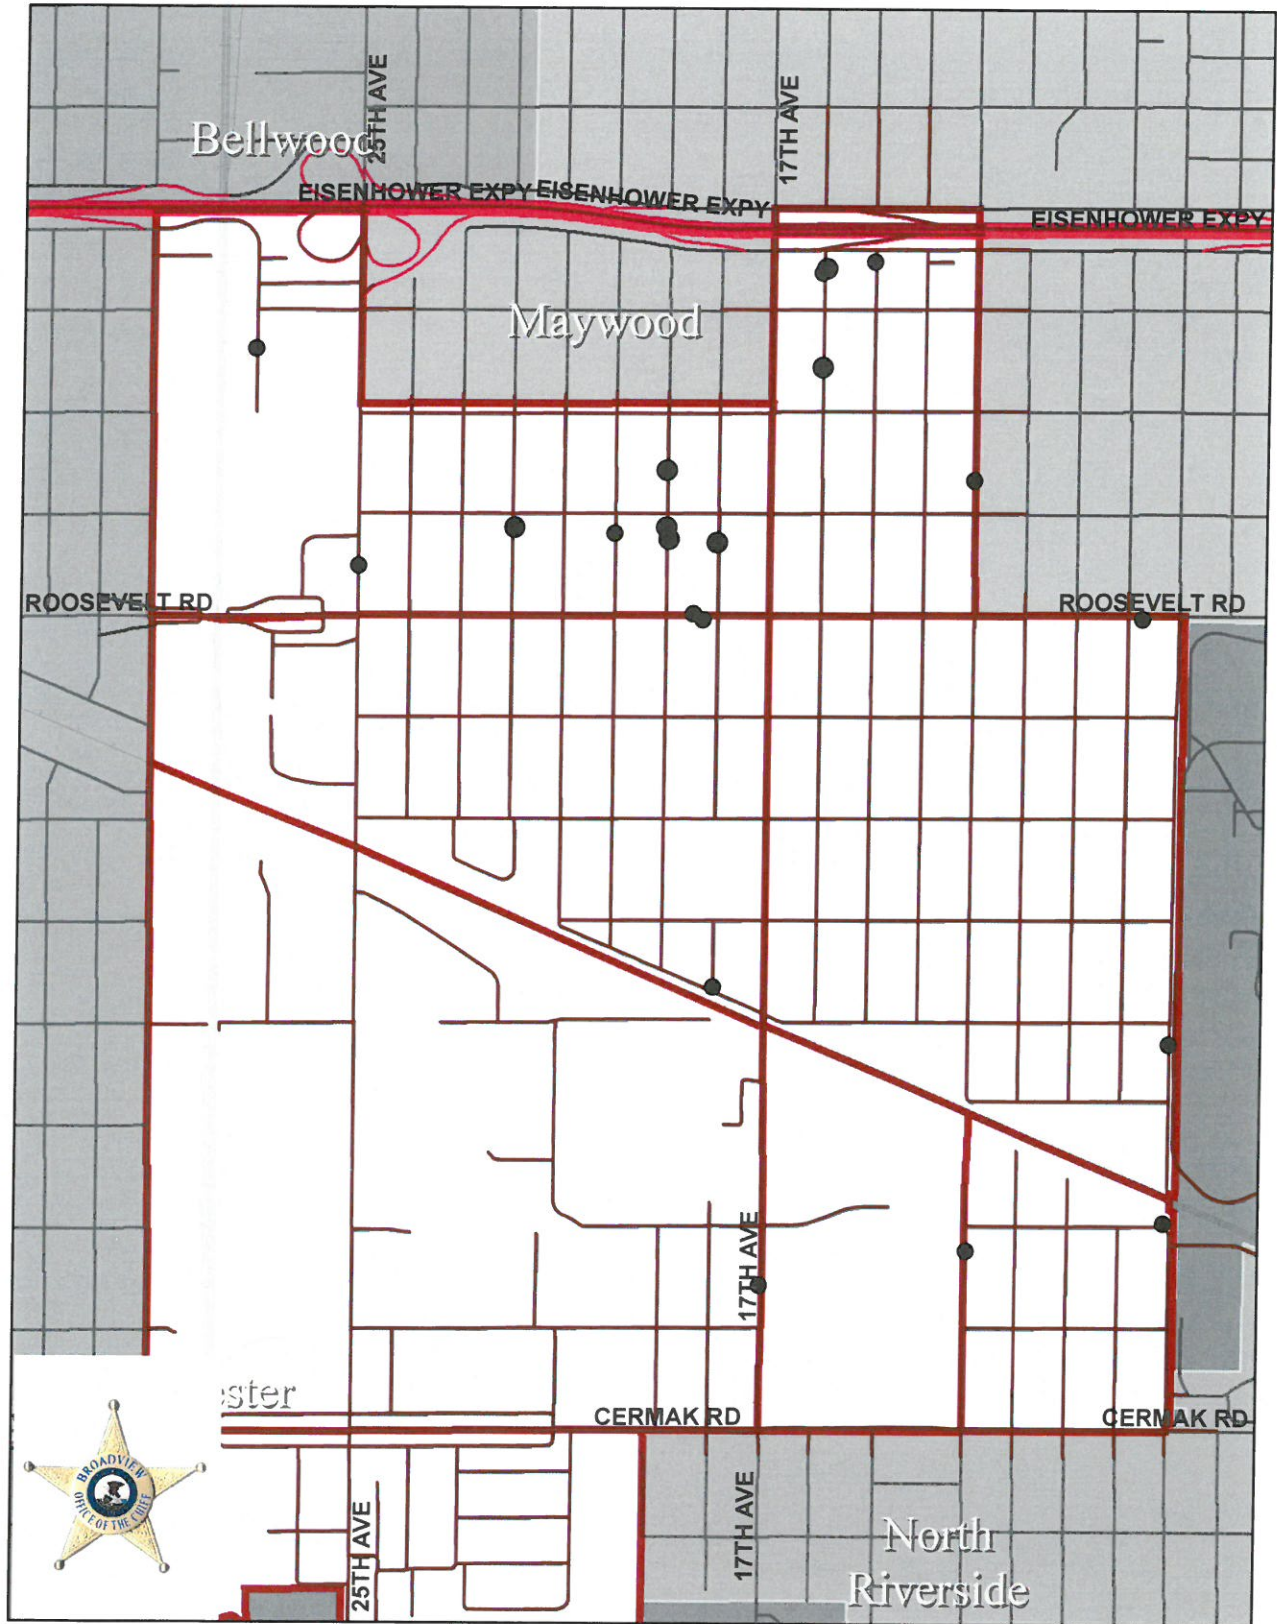 25TH AVE
17TH AVE
Bellwood
EISENHOWER EXPY
EISENHOWER EXPY
EISENHOWER EXPY
Maywood
ROOSEVELT RD
ROOSEVELT RD
17TH AVE
ester
CERMAK RD
CERMAK RD
BROADVIEW
OFFICE OF THE CHIEF
25TH AVE
17TH AVE
North
Riverside